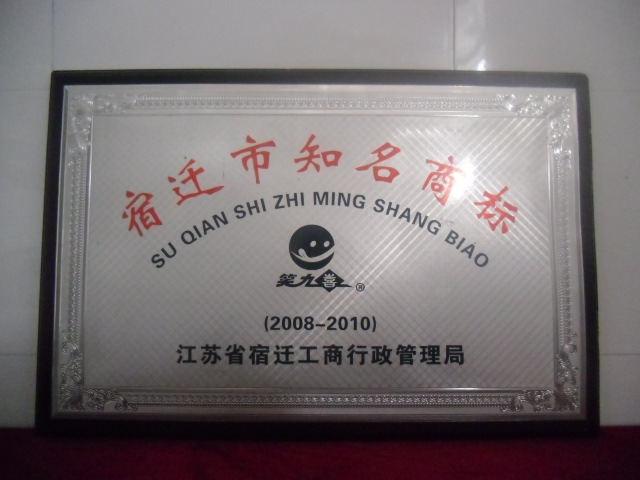 宿迁市知名商标
SU QIAN SHI ZHI MING SHANG BIAO
笑九喜®
(2008-2010)
江苏省宿迁工商行政管理局